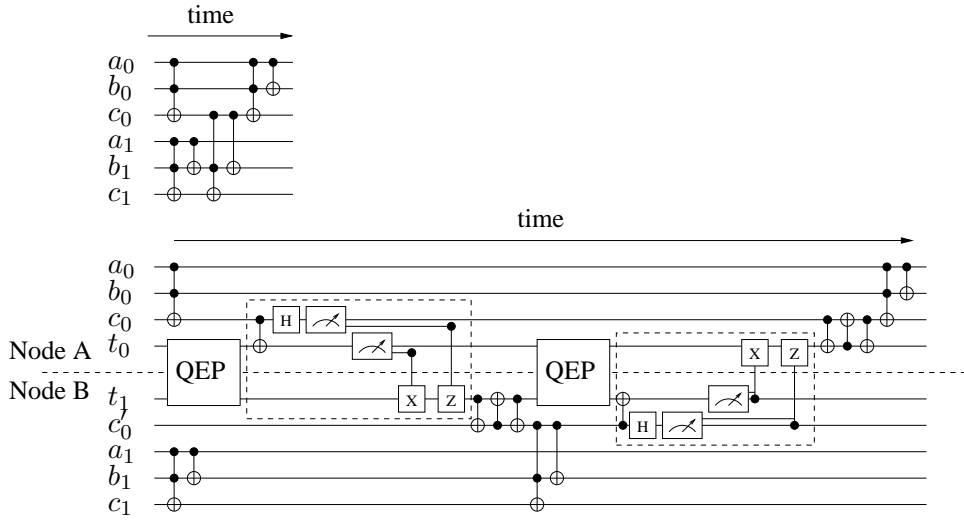 time
a₀
b₀
c₀
a₁
b₁
c₁
time
a₀
b₀
c₀
H
Node A
t₀
QEP
QEP
X
Z
Node B
t₁
X
Z
c′₀
H
a₁
b₁
c₁